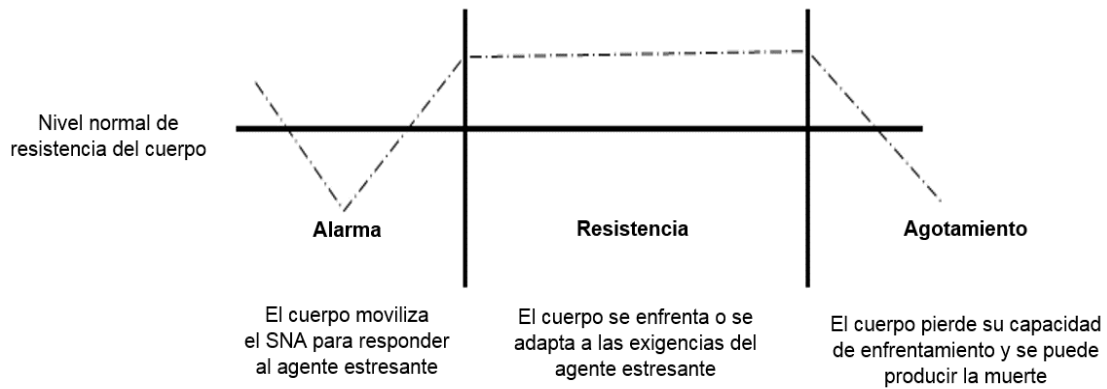 Nivel normal de
resistencia del cuerpo
Alarma
Resistencia
Agotamiento
El cuerpo moviliza
el SNA para responder
al agente estresante
El cuerpo se enfrenta o se
adapta a las exigencias del
agente estresante
El cuerpo pierde su capacidad
de enfrentamiento y se puede
producir la muerte